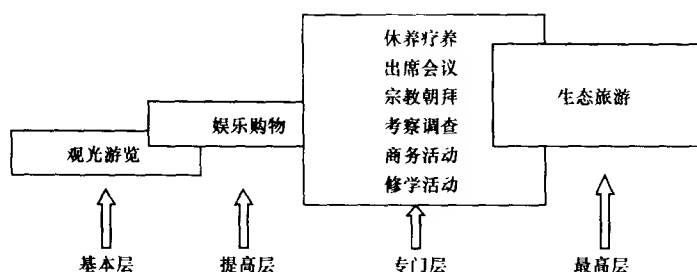 休养疗养
出席会议
宗教朝拜
考察调查
商务活动
修学活动
生态旅游
娱乐购物
观光游览
基本层
提高层
专门层
最高层